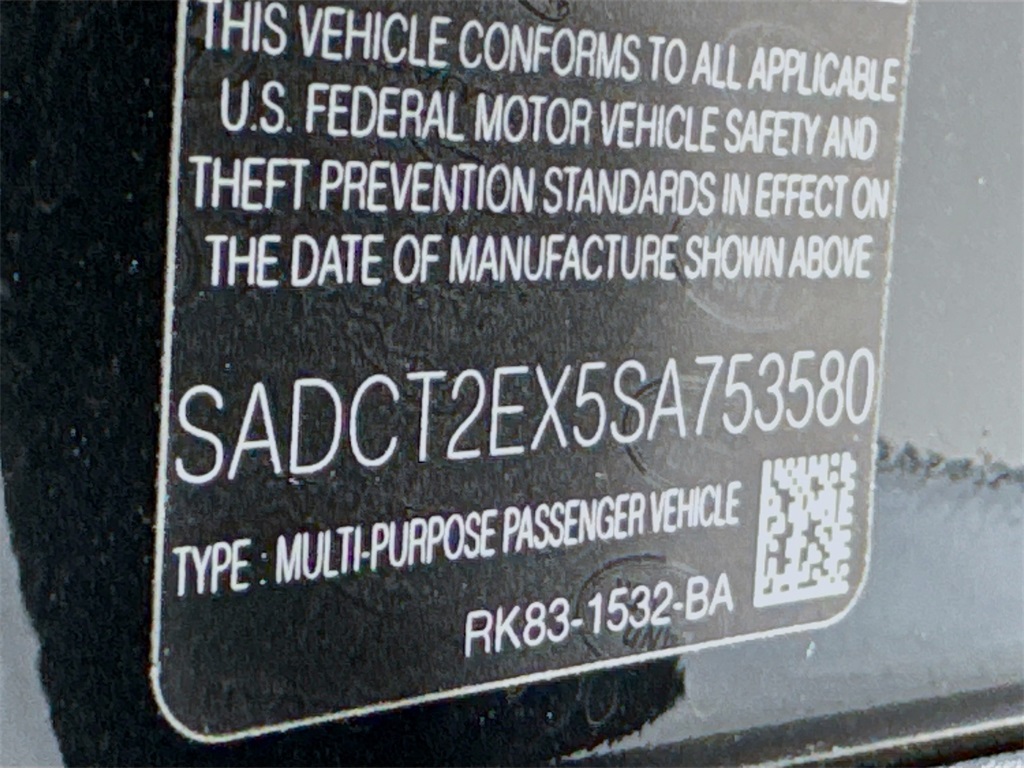 THIS VEHICLE CONFORMS TO ALL APPLICABLE
U.S. FEDERAL MOTOR VEHICLE SAFETY AND
THEFT PREVENTION STANDARDS IN EFFECT ON
THE DATE OF MANUFACTURE SHOWN ABOVE
SADCT2EX5SA753580
TYPE : MULTI-PURPOSE PASSENGER VEHICLE
RK83-1532-BA